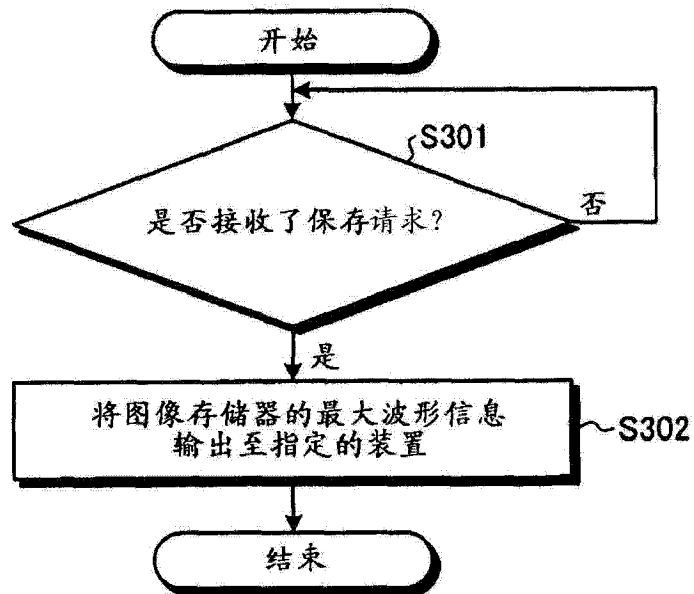 开始
S301
是否接收了保存请求?
否
是
将图像存储器的最大波形信息
输出至指定的装置
S302
结束